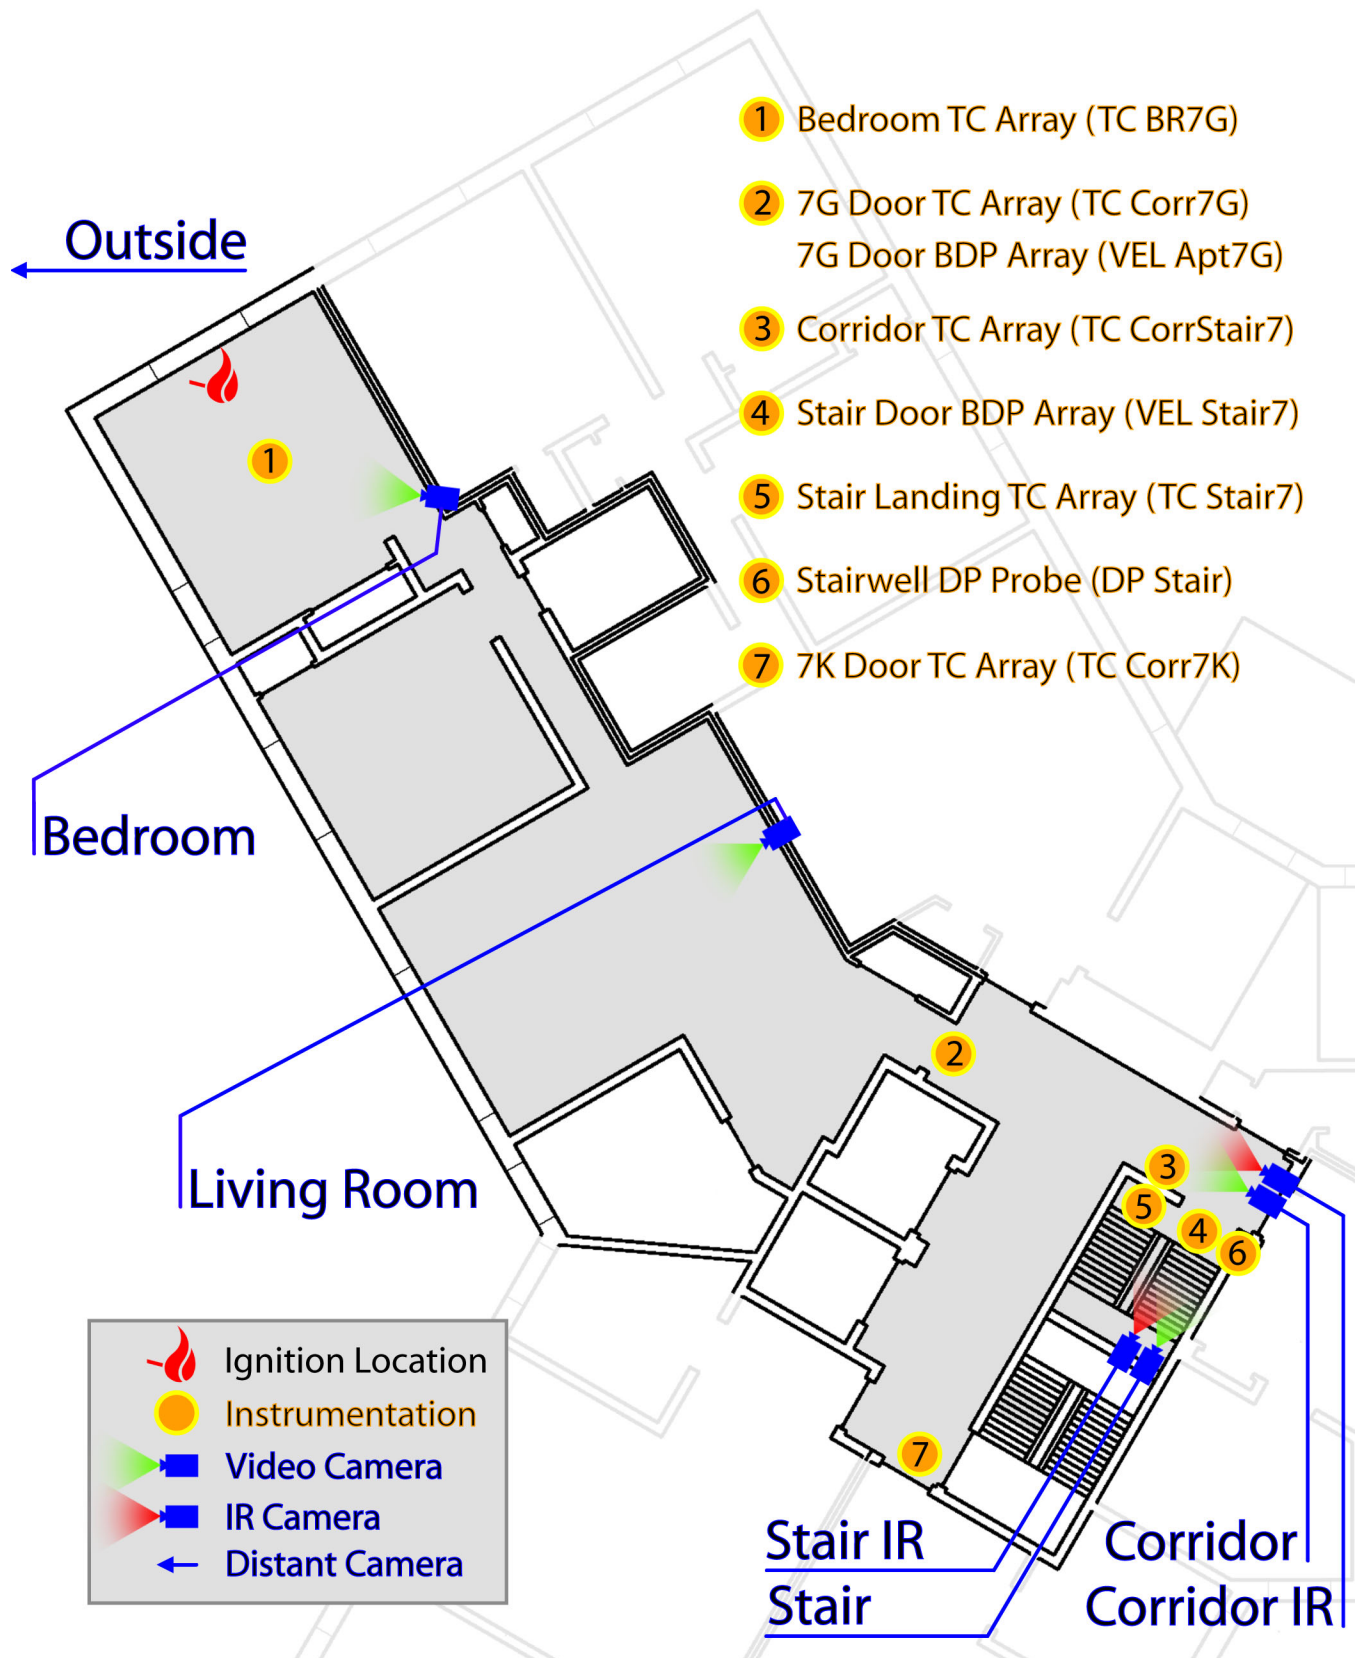 1 Bedroom TC Array (TC BR7G)
2 7G Door TC Array (TC Corr7G)
7G Door BDP Array (VEL Apt7G)
3 Corridor TC Array (TC CorrStair7)
4 Stair Door BDP Array (VEL Stair7)
5 Stair Landing TC Array (TC Stair7)
6 Stairwell DP Probe (DP Stair)
7 7K Door TC Array (TC Corr7K)
Outside
1
Bedroom
2
Living Room
3
5
4
6
7
Ignition Location
Instrumentation
Video Camera
IR Camera
Distant Camera
Stair IR
Stair
Corridor
Corridor IR